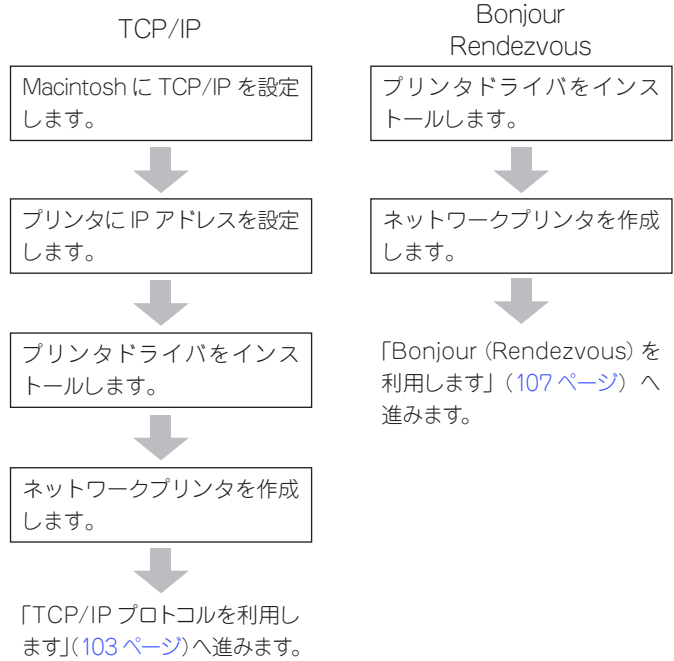 TCP/IP
Macintosh に TCP/IP を設定
します。
プリンタに IP アドレスを設定
します。
プリンタドライバをインス
トールします。
ネットワークプリンタを作成
します。
「TCP/IP プロトコルを利用し
ます」(103 ページ)へ進みます。
Bonjour
Rendezvous
プリンタドライバをインス
トールします。
ネットワークプリンタを作成
します。
「Bonjour (Rendezvous) を
利用します」(107 ページ) へ
進みます。